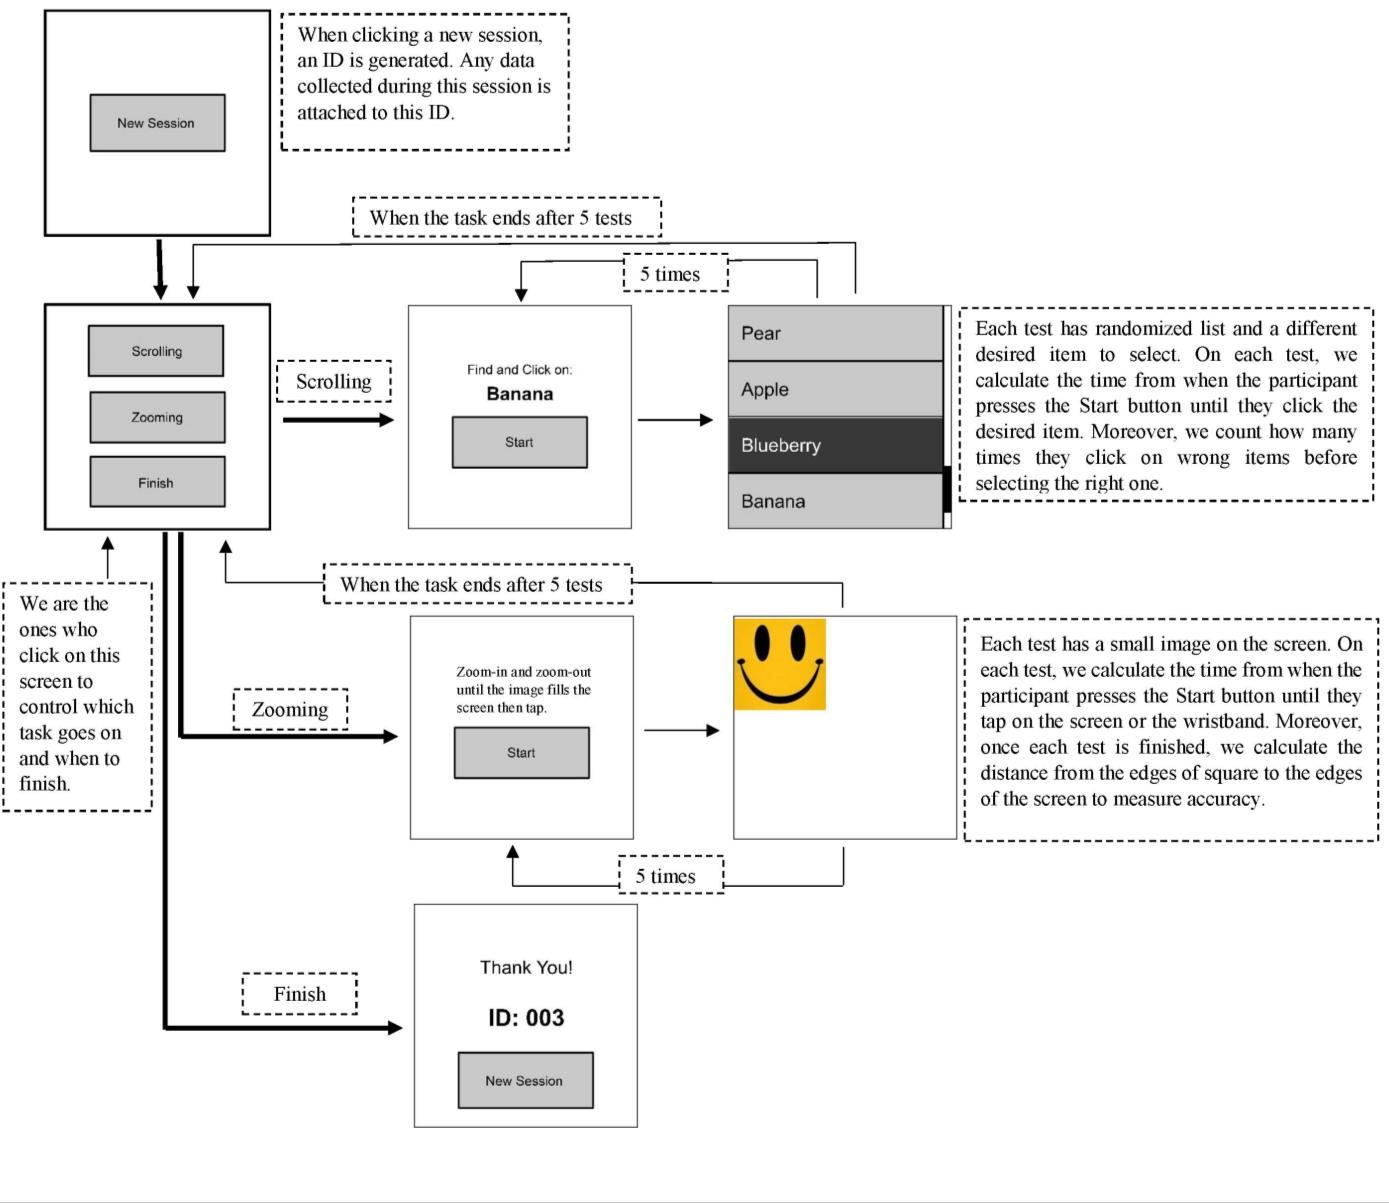 New Session
When clicking a new session,
an ID is generated. Any data
collected during this session is
attached to this ID.
When the task ends after 5 tests
5 times
Scrolling
Zooming
Finish
Scrolling
Find and Click on:
Banana
Start
Pear
Apple
Blueberry
Banana
Each test has randomized list and a different
desired item to select. On each test, we
calculate the time from when the participant
presses the Start button until they click the
desired item. Moreover, we count how many
times they click on wrong items before
selecting the right one.
We are the
ones who
click on this
screen to
control which
task goes on
and when to
finish.
When the task ends after 5 tests
Zooming
Zoom-in and zoom-out
until the image fills the
screen then tap.
Start
Each test has a small image on the screen. On
each test, we calculate the time from when the
participant presses the Start button until they
tap on the screen or the wristband. Moreover,
once each test is finished, we calculate the
distance from the edges of square to the edges
of the screen to measure accuracy.
5 times
Finish
Thank You!
ID: 003
New Session